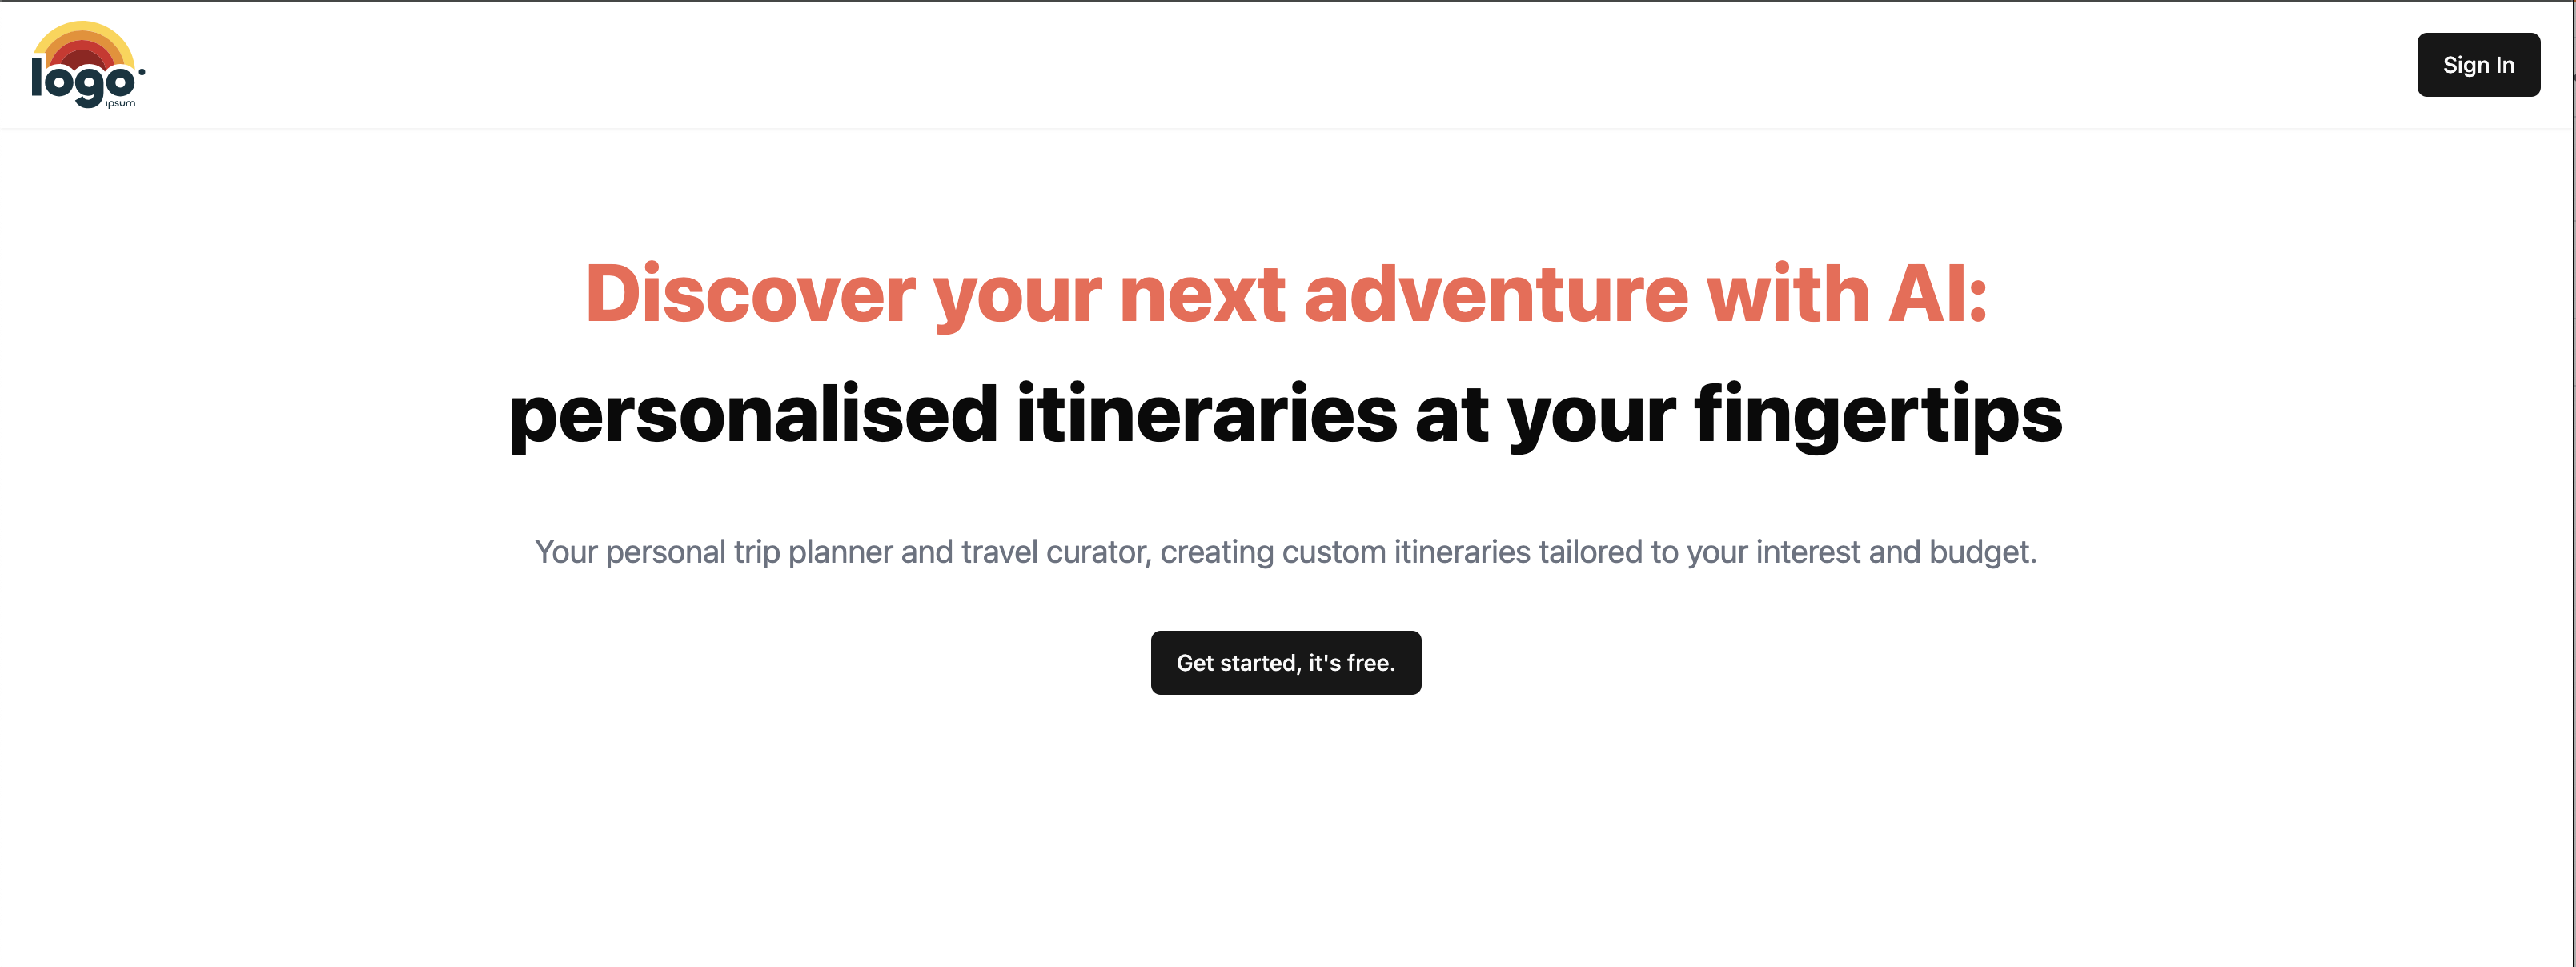 logo
ipsum
Sign In
Discover your next adventure with AI:
personalised itineraries at your fingertips
Your personal trip planner and travel curator, creating custom itineraries tailored to your interest and budget.
Get started, it's free.